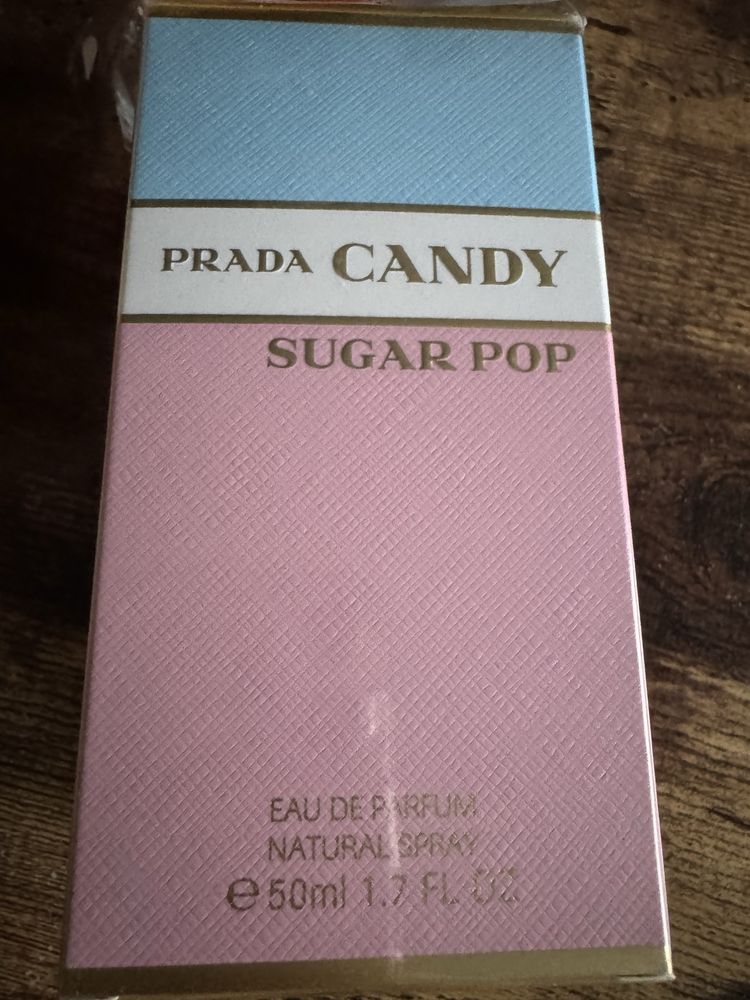 PRADA CANDY
SUGAR POP
EAU DE PARFUM
NATURAL SPRAY
e 50ml 1.7 FL OZ